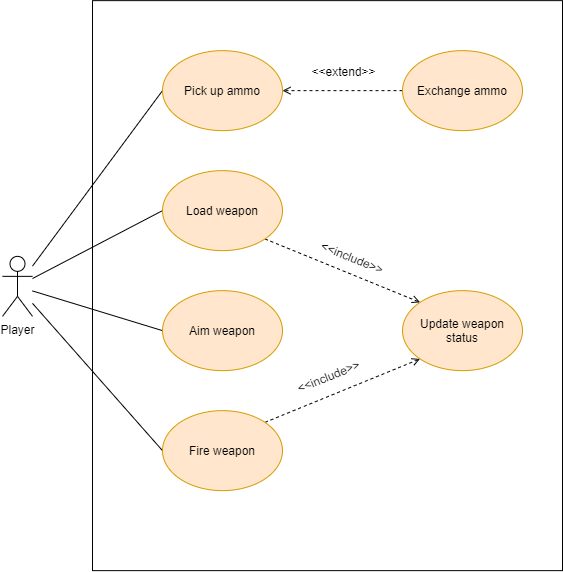 <<extend>>
Pick up ammo
Exchange ammo
Load weapon
<<include>>
Player
Aim weapon
Update weapon
status
<<include>>
Fire weapon